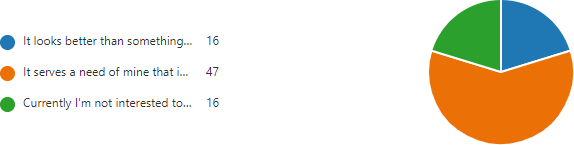 It looks better than something... 16
It serves a need of mine that i... 47
Currently I'm not interested to... 16